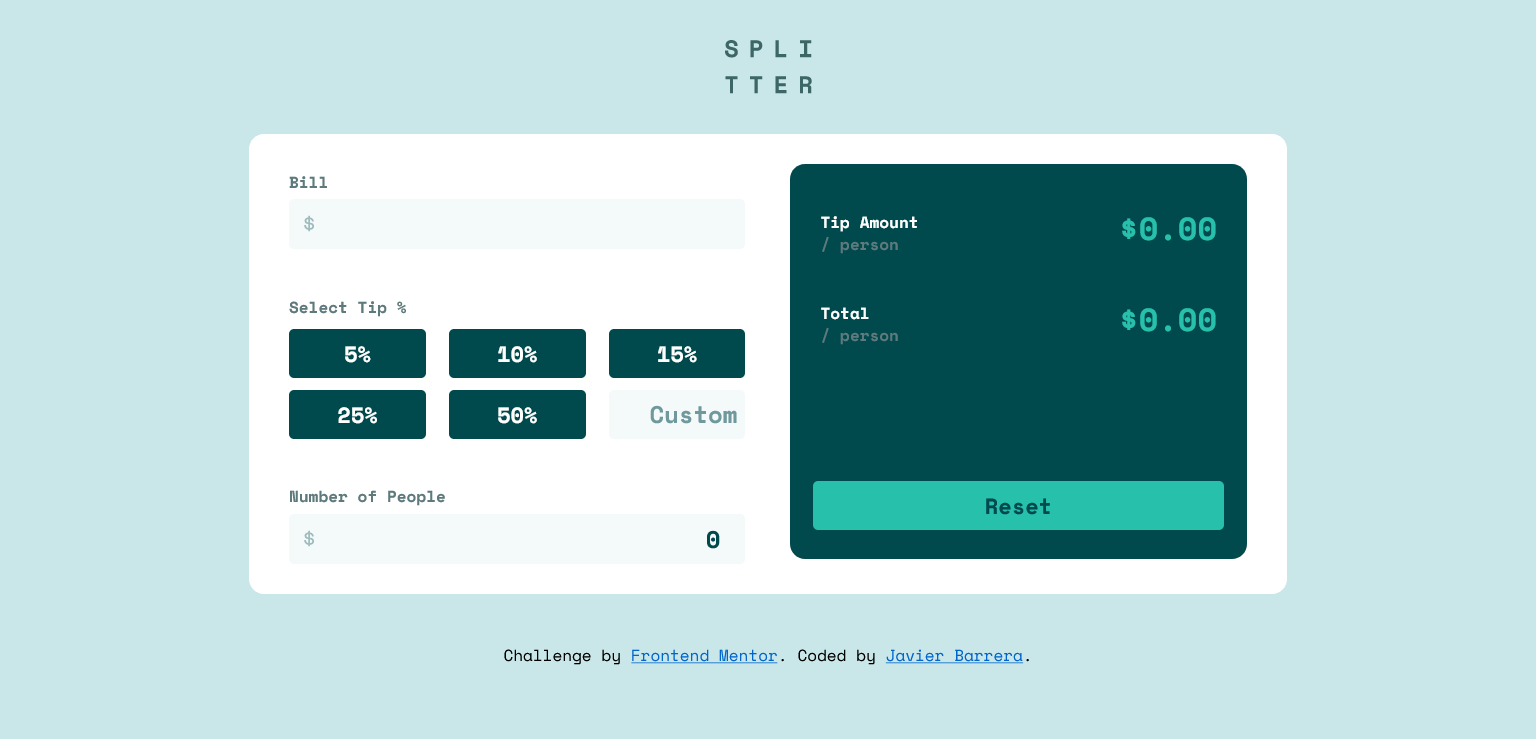 SPLI
TTER
Bill
$
Select Tip %
5%
10%
15%
25%
50%
Custom
Number of People
$ 0
Tip Amount
/ person
$0.00
Total
/ person
$0.00
Reset
Challenge by Frontend Mentor. Coded by Javier Barrera.